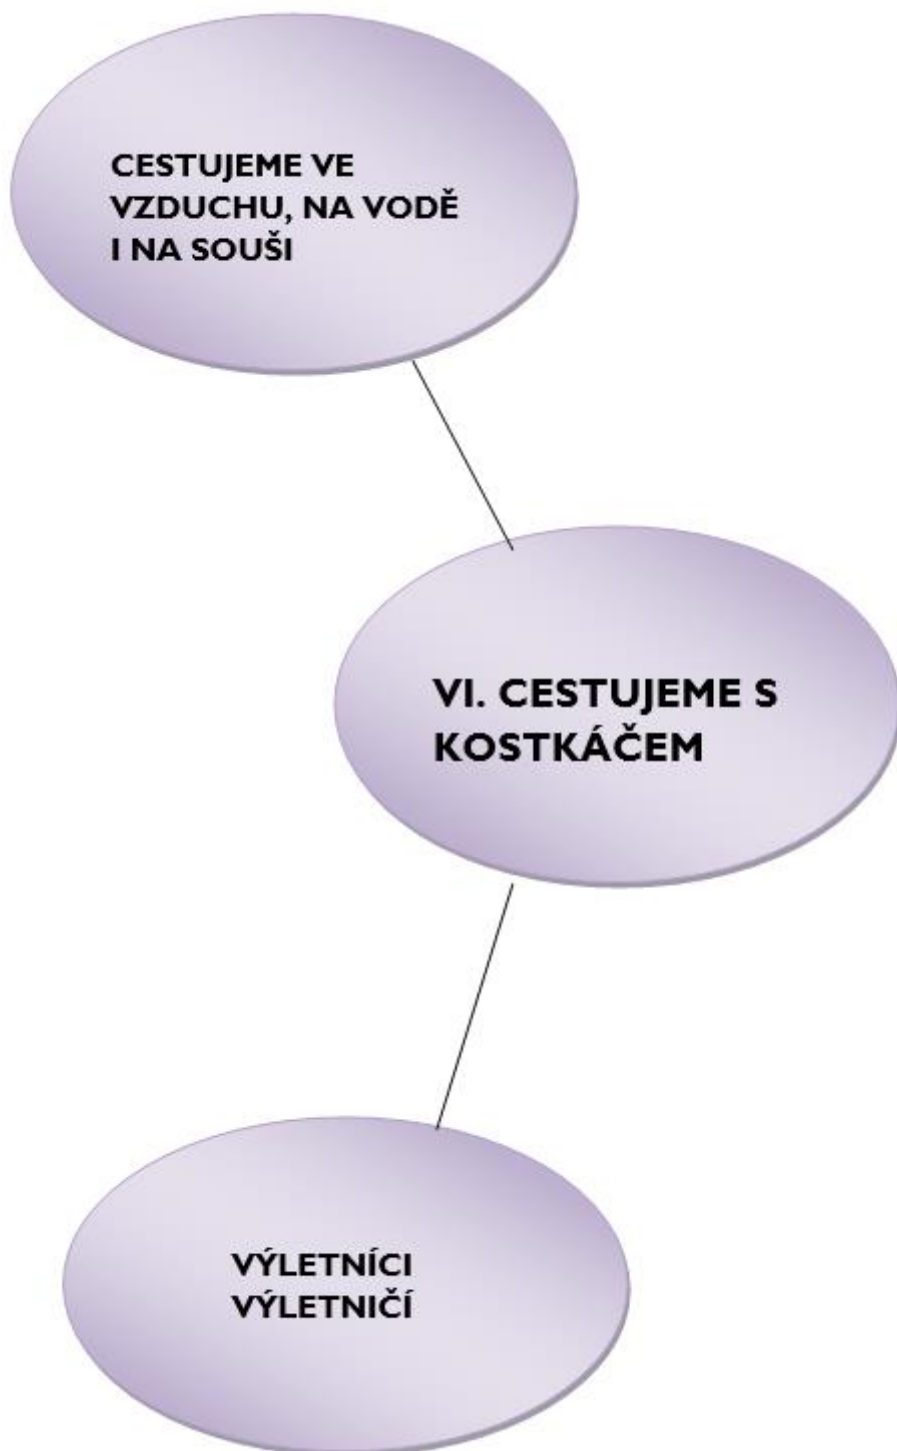 CESTUJEME VE
VZDUCHU, NA VODĚ
I NA SOUŠI
VI. CESTUJEME S
KOSTKÁČEM
VÝLETNÍCI
VÝLETNIČÍ